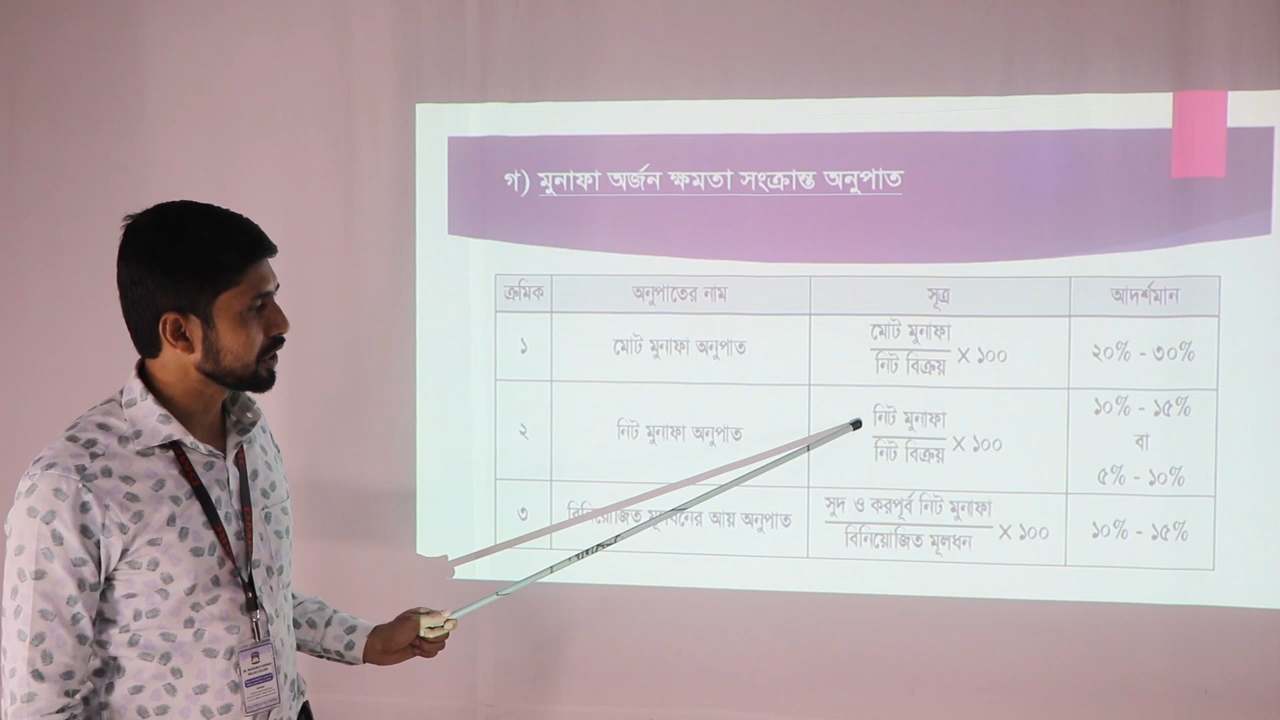 গ) মুনাফা অর্জন ক্ষমতা সংক্রান্ত অনুপাত
ক্রমিক অনুপাতের নাম সূত্র আদর্শমান
১ মোট মুনাফা অনুপাত মোট মুনাফা / নিট বিক্রয় X ১০০ ২০% - ৩০%
২ নিট মুনাফা অনুপাত নিট মুনাফা / নিট বিক্রয় X ১০০ ১০% - ১৫%
বা
৫% - ১০%
৩ বিনিয়োজিত মূলধনের আয় অনুপাত সুদ ও করপূর্ব নিট মুনাফা / বিনিয়োজিত মূলধন X ১০০ ১০% - ১৫%